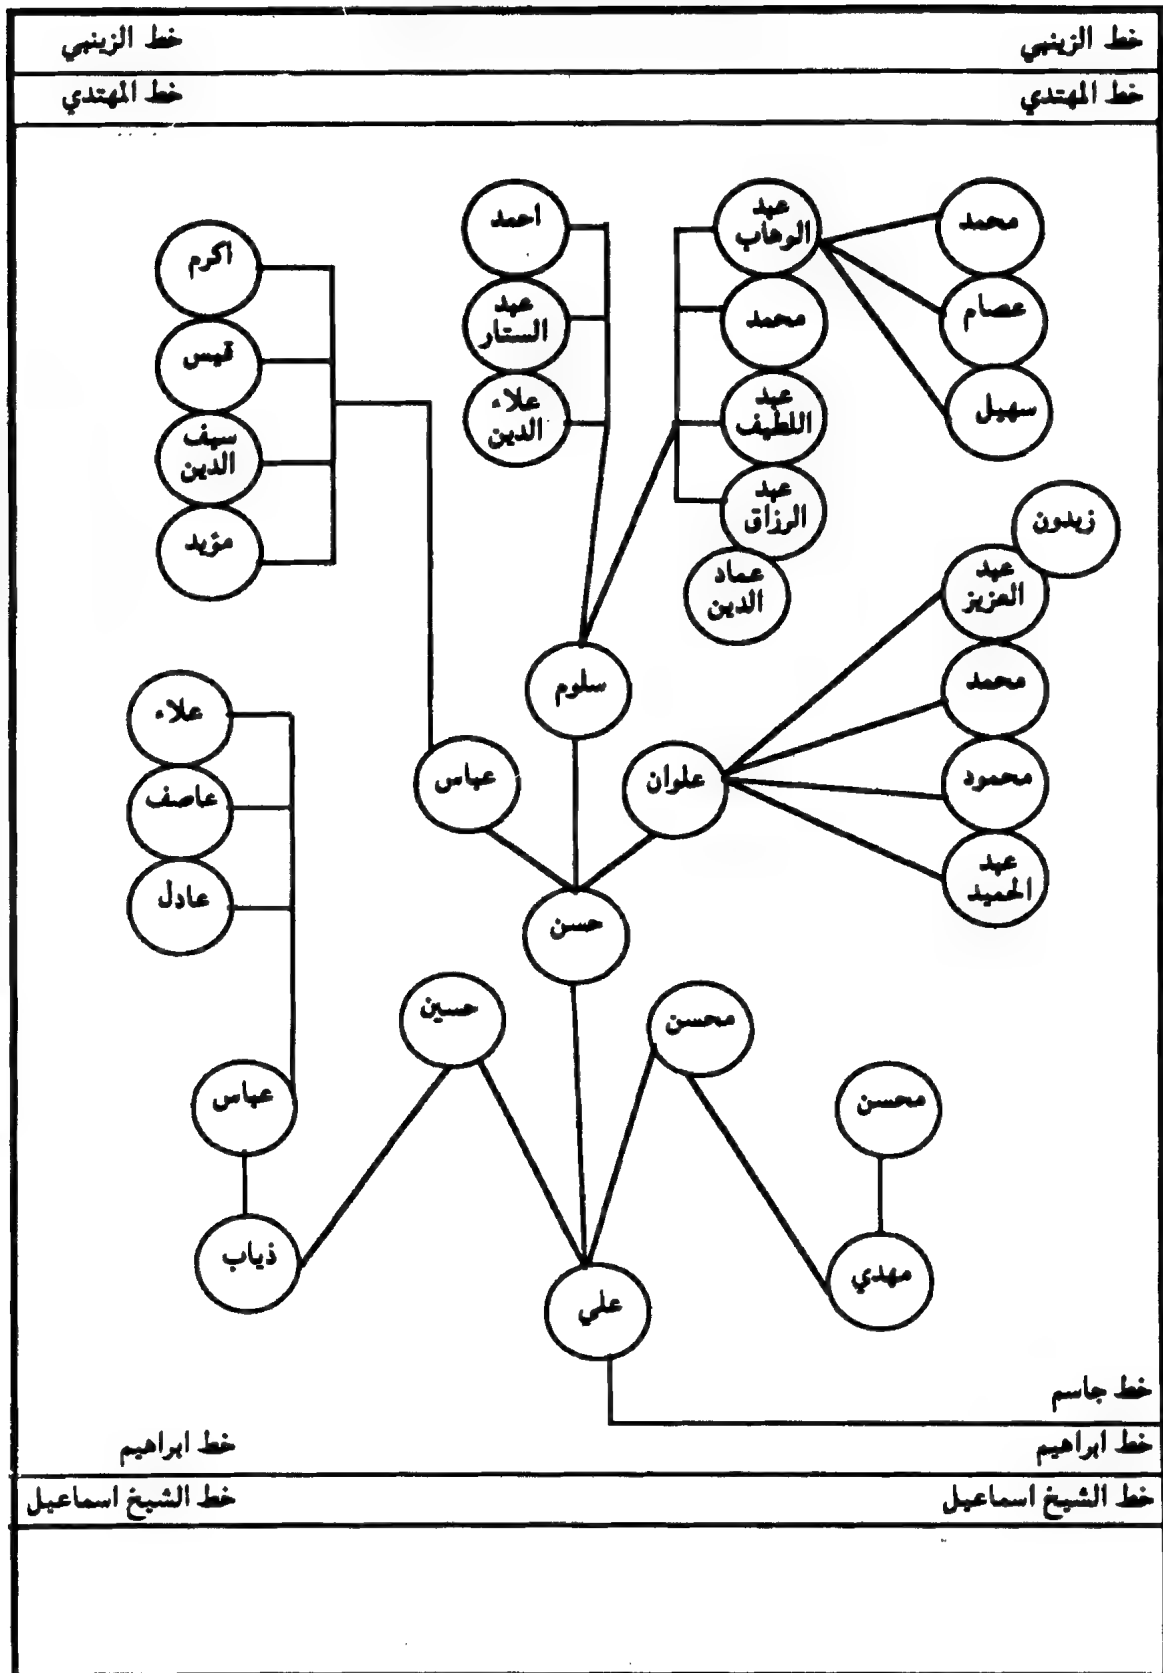 خط الزينبي
خط الزينبي
خط المهتدي
خط المهتدي
محمد
عصام
سهيل
عبد
الوهاب
محمد
عبد
اللطيف
عبد
الرزاق
عماد
الدين
احمد
عبد
الستار
علاء
الدين
اكرم
قيس
سيف
الدين
مؤيد
زيدون
عبد
العزيز
محمد
محمود
عبد
الحميد
سلوم
علوان
عباس
علاء
عاصف
عادل
حسن
محسن
حسين
محسن
عباس
مهدي
ذياب
علي
خط جاسم
خط ابراهيم
خط ابراهيم
خط الشيخ اسماعيل
خط الشيخ اسماعيل